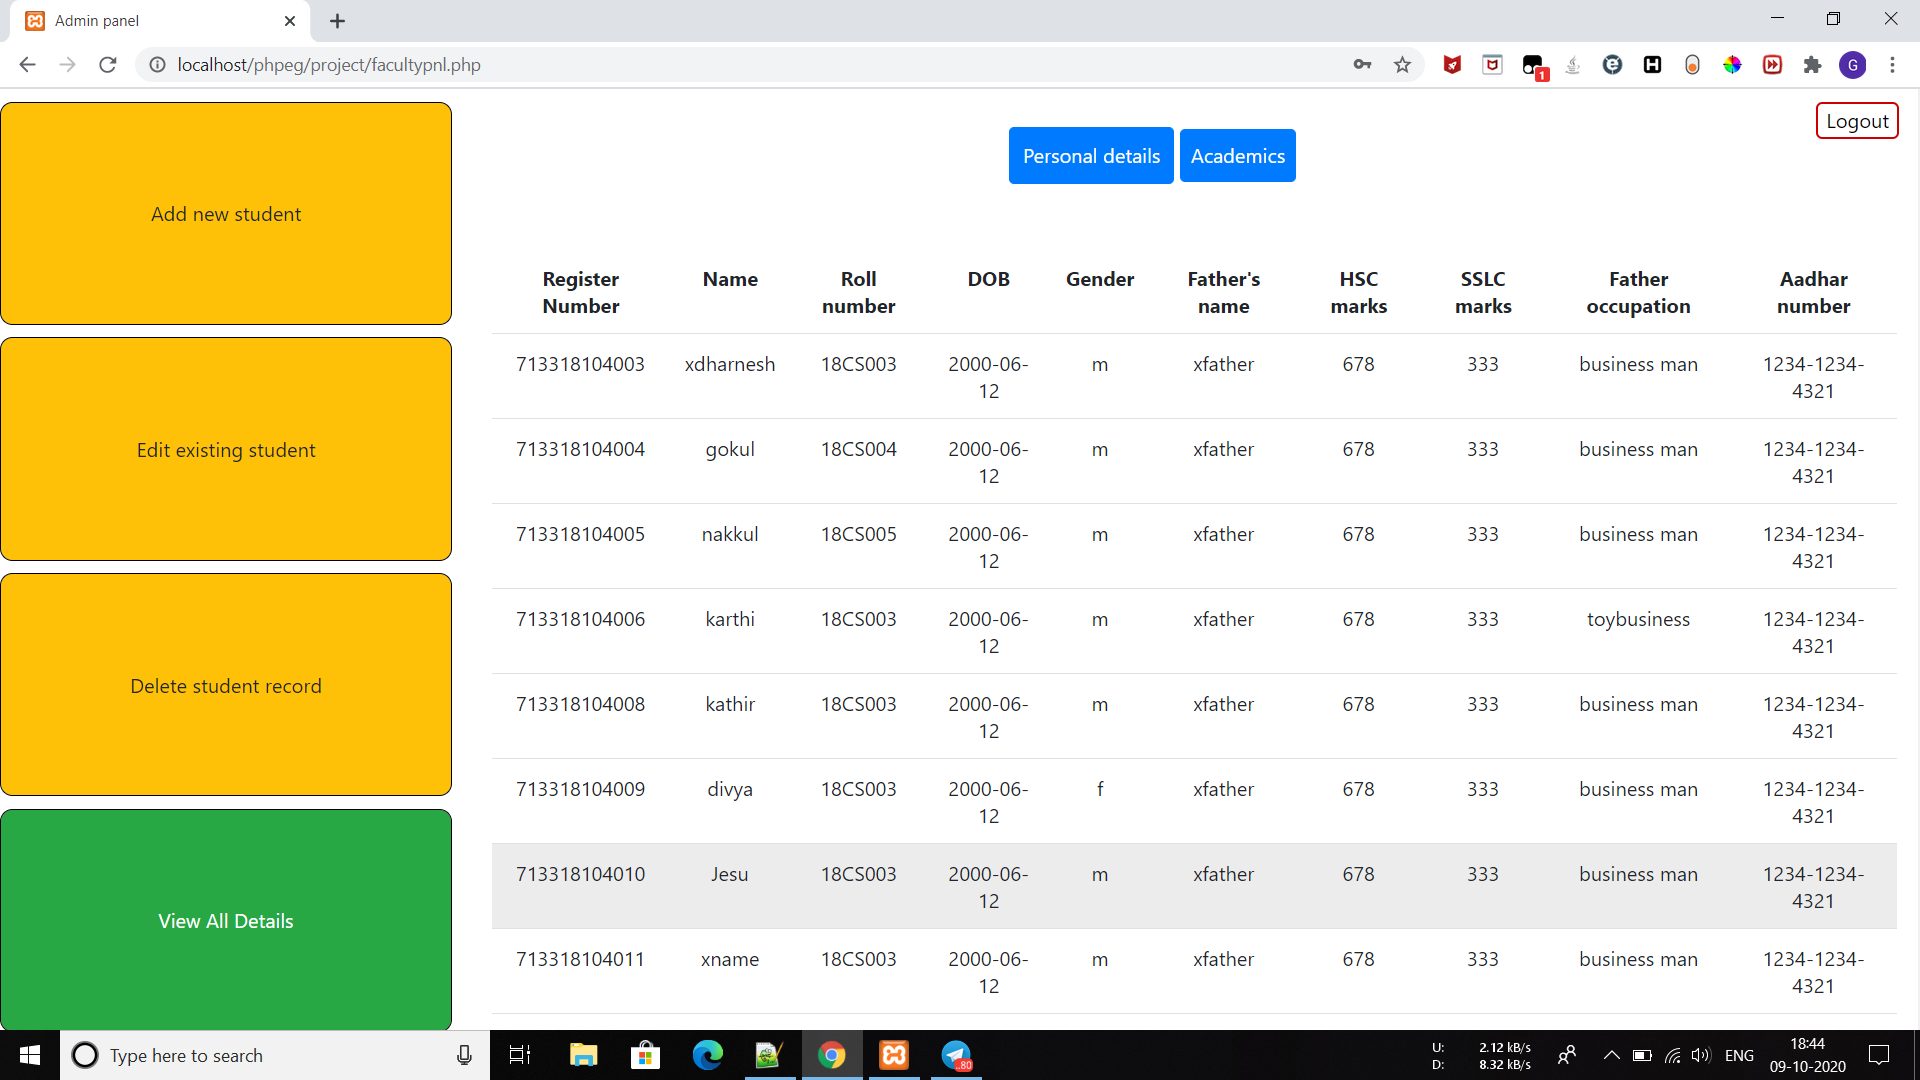 Admin panel
localhost/phpeg/project/facultypnl.php
1
G
Logout
Personal details
Academics
Add new student
Edit existing student
Delete student record
View All Details
Register Number Name Roll number DOB Gender Father's name HSC marks SSLC marks Father occupation Aadhar number
713318104003 xdharnesh 18CS003 2000-06-12 m xfather 678 333 business man 1234-1234-4321
713318104004 gokul 18CS004 2000-06-12 m xfather 678 333 business man 1234-1234-4321
713318104005 nakkul 18CS005 2000-06-12 m xfather 678 333 business man 1234-1234-4321
713318104006 karthi 18CS003 2000-06-12 m xfather 678 333 toybusiness 1234-1234-4321
713318104008 kathir 18CS003 2000-06-12 m xfather 678 333 business man 1234-1234-4321
713318104009 divya 18CS003 2000-06-12 f xfather 678 333 business man 1234-1234-4321
713318104010 Jesu 18CS003 2000-06-12 m xfather 678 333 business man 1234-1234-4321
713318104011 xname 18CS003 2000-06-12 m xfather 678 333 business man 1234-1234-4321
Type here to search
80
U: 2.12 kB/s
D: 8.32 kB/s
ENG
18:44
09-10-2020